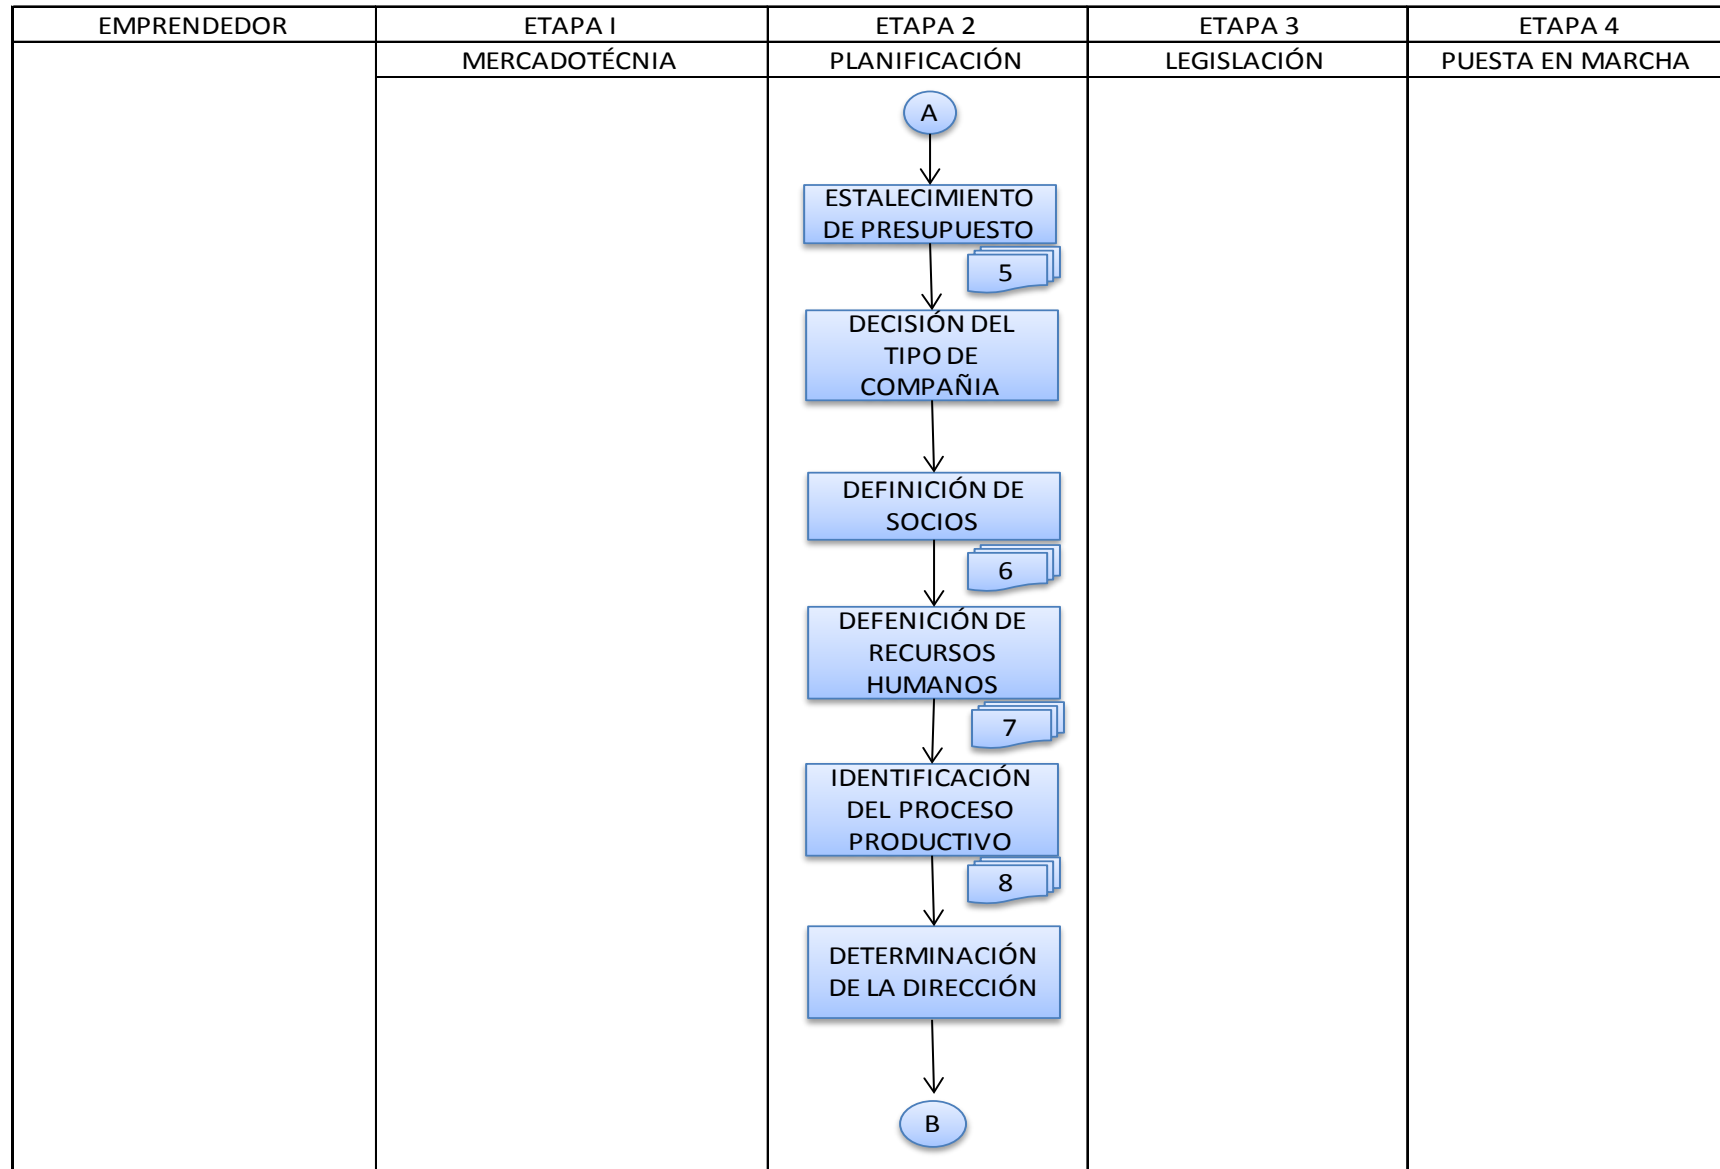 EMPRENDEDOR
ETAPA I
ETAPA 2
ETAPA 3
ETAPA 4
MERCADOTÉCNIA
PLANIFICACIÓN
LEGISLACIÓN
PUESTA EN MARCHA
A
ESTALECIMIENTO
DE PRESUPUESTO
5
DECISIÓN DEL
TIPO DE
COMPAÑIA
DEFINICIÓN DE
SOCIOS
6
DEFENICIÓN DE
RECURSOS
HUMANOS
7
IDENTIFICACIÓN
DEL PROCESO
PRODUCTIVO
8
DETERMINACIÓN
DE LA DIRECCIÓN
B